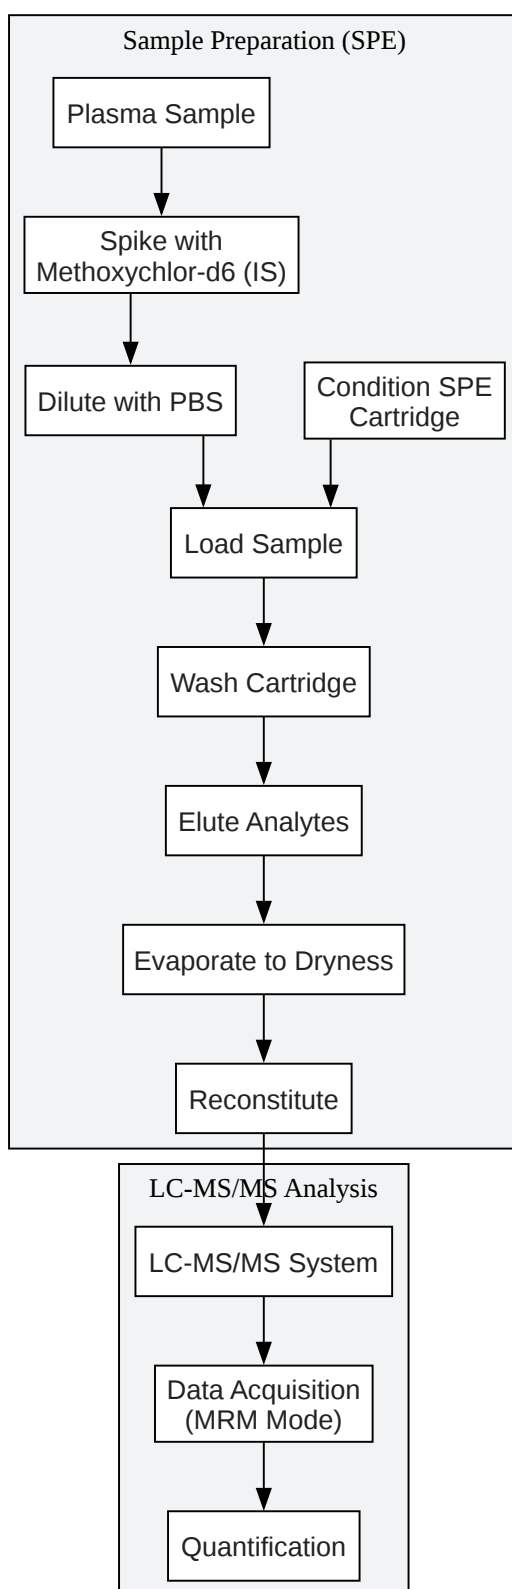 Sample Preparation (SPE)
Plasma Sample
Spike with
Methoxychlor-d6 (IS)
Dilute with PBS
Condition SPE
Cartridge
Load Sample
Wash Cartridge
Elute Analytes
Evaporate to Dryness
Reconstitute
LC-MS/MS Analysis
LC-MS/MS System
Data Acquisition
(MRM Mode)
Quantification